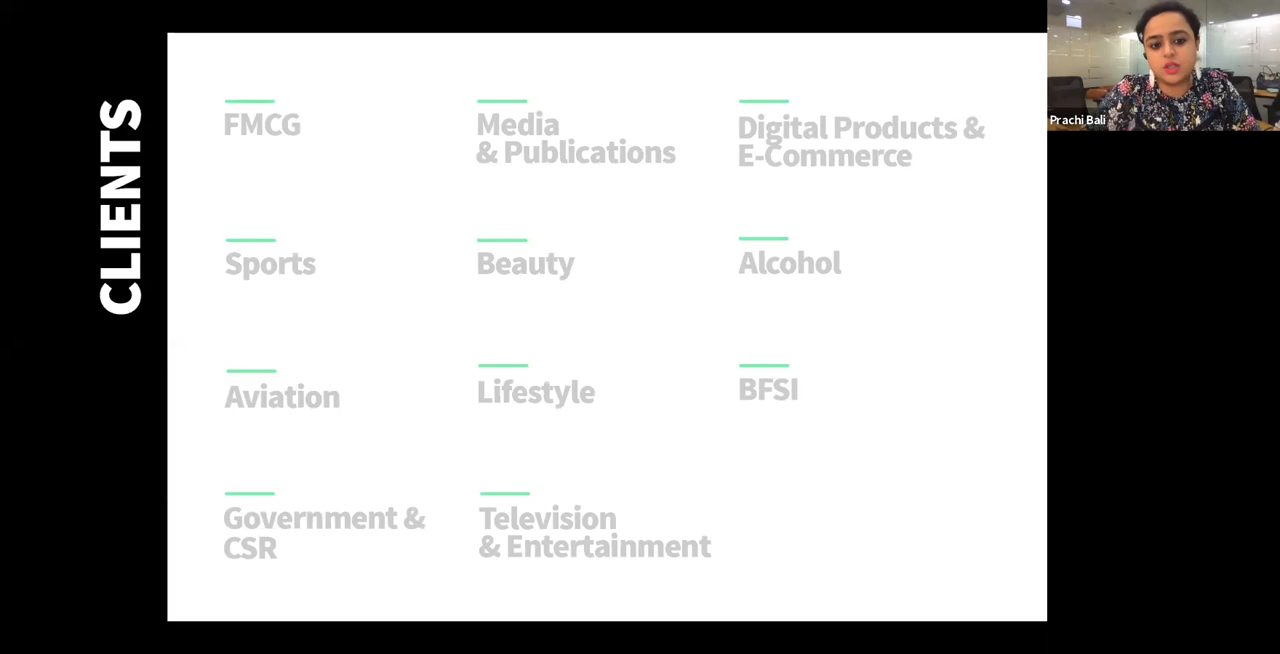 CLIENTS
FMCG
Media
& Publications
Digital Products &
E-Commerce
Sports
Beauty
Alcohol
Aviation
Lifestyle
BFSI
Government &
CSR
Television
& Entertainment
Prachi Bali